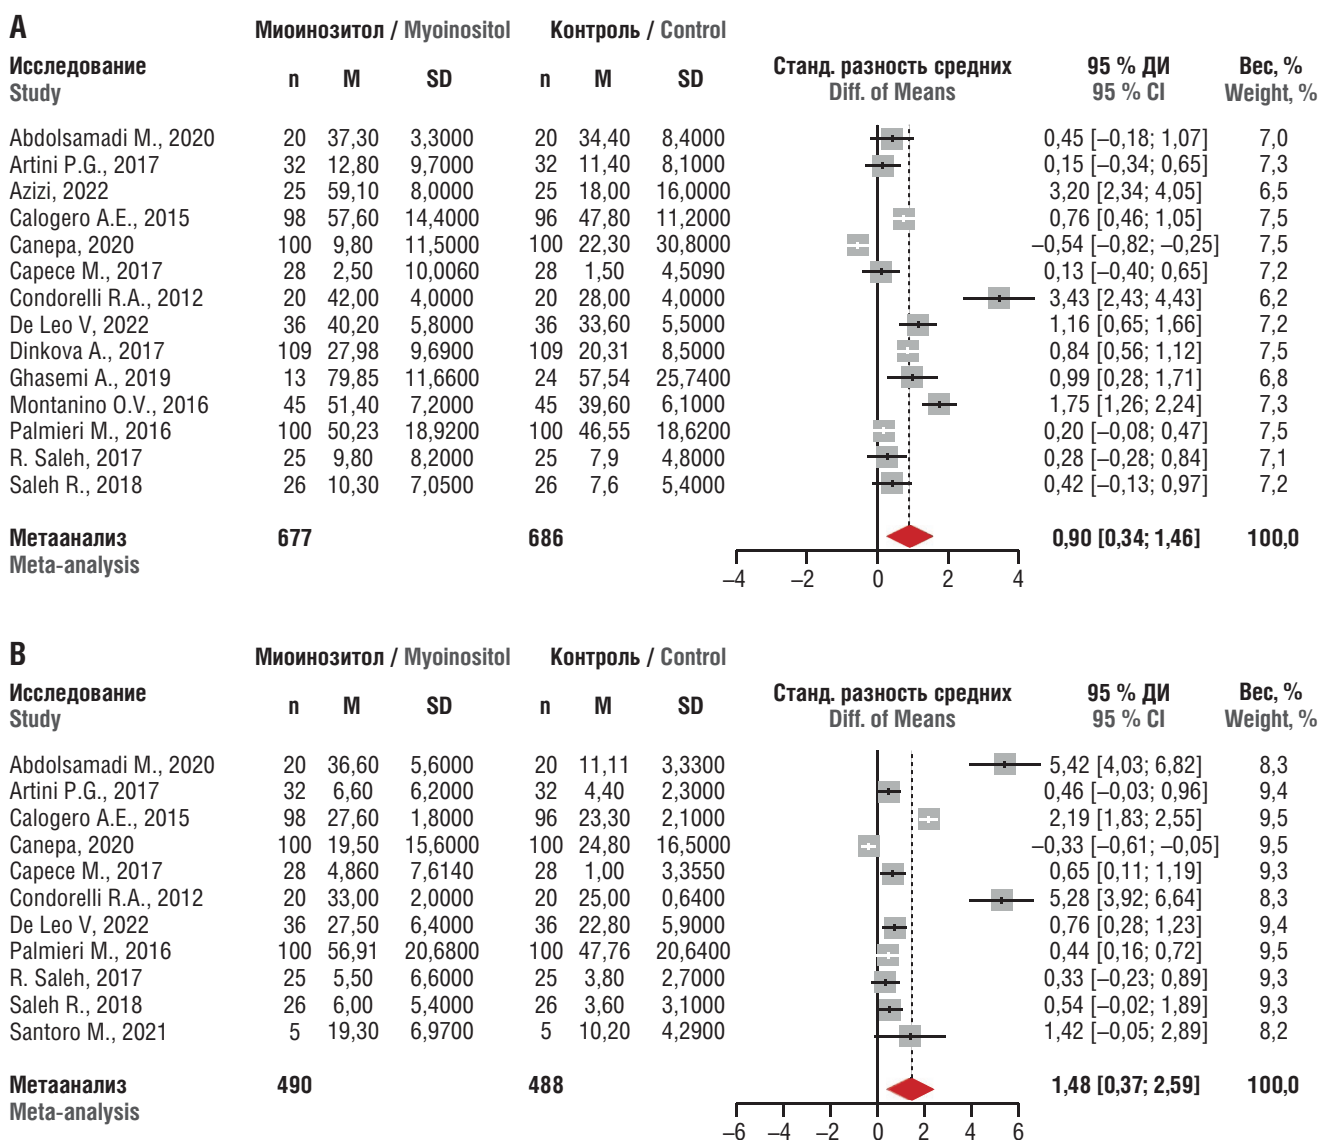 A
Миоинозитол / Myoinositol Контроль / Control
Исследование n M SD n M SD Станд. разность средних 95 % ДИ Вес, %
Study Diff. of Means 95 % CI Weight, %
Abdolsamadi M., 2020 20 37,30 3,3000 20 34,40 8,4000 0,45 [–0,18; 1,07] 7,0
Artini P.G., 2017 32 12,80 9,7000 32 11,40 8,1000 0,15 [–0,34; 0,65] 7,3
Azizi, 2022 25 59,10 8,0000 25 18,00 16,0000 3,20 [2,34; 4,05] 6,5
Calogero A.E., 2015 98 57,60 14,4000 96 47,80 11,2000 0,76 [0,46; 1,05] 7,5
Canepa, 2020 100 9,80 11,5000 100 22,30 30,8000 –0,54 [–0,82; –0,25] 7,5
Capece M., 2017 28 2,50 10,0060 28 1,50 4,5090 0,13 [–0,40; 0,65] 7,2
Condorelli R.A., 2012 20 42,00 4,0000 20 28,00 4,0000 3,43 [2,43; 4,43] 6,2
De Leo V, 2022 36 40,20 5,8000 36 33,60 5,5000 1,16 [0,65; 1,66] 7,2
Dinkova A., 2017 109 27,98 9,6900 109 20,31 8,5000 0,84 [0,56; 1,12] 7,5
Ghasemi A., 2019 13 79,85 11,6600 24 57,54 25,7400 0,99 [0,28; 1,71] 6,8
Montanino O.V., 2016 45 51,40 7,2000 45 39,60 6,1000 1,75 [1,26; 2,24] 7,3
Palmieri M., 2016 100 50,23 18,9200 100 46,55 18,6200 0,20 [–0,08; 0,47] 7,5
R. Saleh, 2017 25 9,80 8,2000 25 7,9 4,8000 0,28 [–0,28; 0,84] 7,1
Saleh R., 2018 26 10,30 7,0500 26 7,6 5,4000 0,42 [–0,13; 0,97] 7,2
Метаанализ 677 686 0,90 [0,34; 1,46] 100,0
Meta-analysis
–4 –2 0 2 4
B
Миоинозитол / Myoinositol Контроль / Control
Исследование n M SD n M SD Станд. разность средних 95 % ДИ Вес, %
Study Diff. of Means 95 % CI Weight, %
Abdolsamadi M., 2020 20 36,60 5,6000 20 11,11 3,3300 5,42 [4,03; 6,82] 8,3
Artini P.G., 2017 32 6,60 6,2000 32 4,40 2,3000 0,46 [–0,03; 0,96] 9,4
Calogero A.E., 2015 98 27,60 1,8000 96 23,30 2,1000 2,19 [1,83; 2,55] 9,5
Canepa, 2020 100 19,50 15,6000 100 24,80 16,5000 –0,33 [–0,61; –0,05] 9,5
Capece M., 2017 28 4,860 7,6140 28 1,00 3,3550 0,65 [0,11; 1,19] 9,3
Condorelli R.A., 2012 20 33,00 2,0000 20 25,00 0,6400 5,28 [3,92; 6,64] 8,3
De Leo V, 2022 36 27,50 6,4000 36 22,80 5,9000 0,76 [0,28; 1,23] 9,4
Palmieri M., 2016 100 56,91 20,6800 100 47,76 20,6400 0,44 [0,16; 0,72] 9,5
R. Saleh, 2017 25 5,50 6,6000 25 3,80 2,7000 0,33 [–0,23; 0,89] 9,3
Saleh R., 2018 26 6,00 5,4000 26 3,60 3,1000 0,54 [–0,02; 1,89] 9,3
Santoro M., 2021 5 19,30 6,9700 5 10,20 4,2900 1,42 [–0,05; 2,89] 8,2
Метаанализ 490 488 1,48 [0,37; 2,59] 100,0
Meta-analysis
–6 –4 –2 0 2 4 6